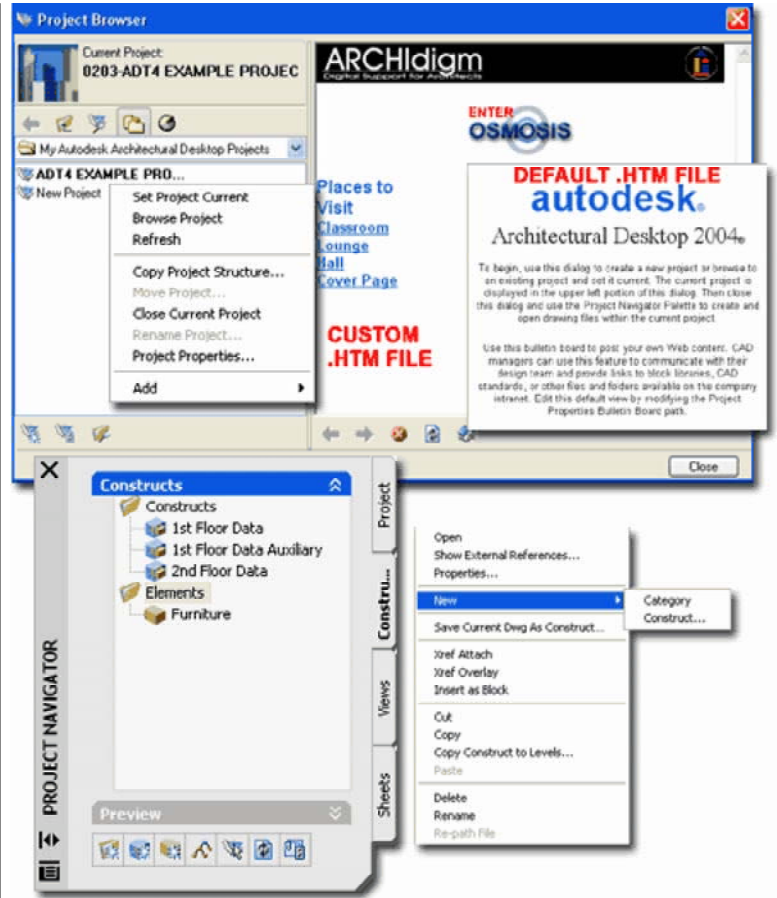 Project Browser
Current Project:
0203-ADT4 EXAMPLE PROJEC
My Autodesk Architectural Desktop Projects
ADT4 EXAMPLE PRO...
New Project
Set Project Current
Browse Project
Refresh
Copy Project Structure...
Move Project...
Close Current Project
Rename Project...
Project Properties...
Add
ARCHIdigm
Digital Support for Architects
ENTER
OSMOSIS
Places to
Visit
Classroom
Lounge
Hall
Cover Page
CUSTOM
.HTM FILE
DEFAULT .HTM FILE
autodesk.
Architectural Desktop 2004
To begin, use this dialog to create a new project or browse to
an existing project and set it current. The current project is
displayed in the upper left portion of this dialog. Then close
this dialog and use the Project Navigator Palette to create and
open drawing files within the current project.
Use this bulletin board to post your own Web content. CAD
managers can use this feature to communicate with their
design team and provide links to block libraries, CAD
standards, or other files and folders available on the company
intranet. Edit this default view by modifying the Project
Properties Bulletin Board path.
Close
PROJECT NAVIGATOR
Constructs
Constructs
1st Floor Data
1st Floor Data Auxiliary
2nd Floor Data
Elements
Furniture
Preview
Project
Constru...
Views
Sheets
Open
Show External References...
Properties...
New
Save Current Dwg As Construct...
Xref Attach
Xref Overlay
Insert as Block
Cut
Copy
Copy Construct to Levels...
Paste
Delete
Rename
Re-path File
Category
Construct...